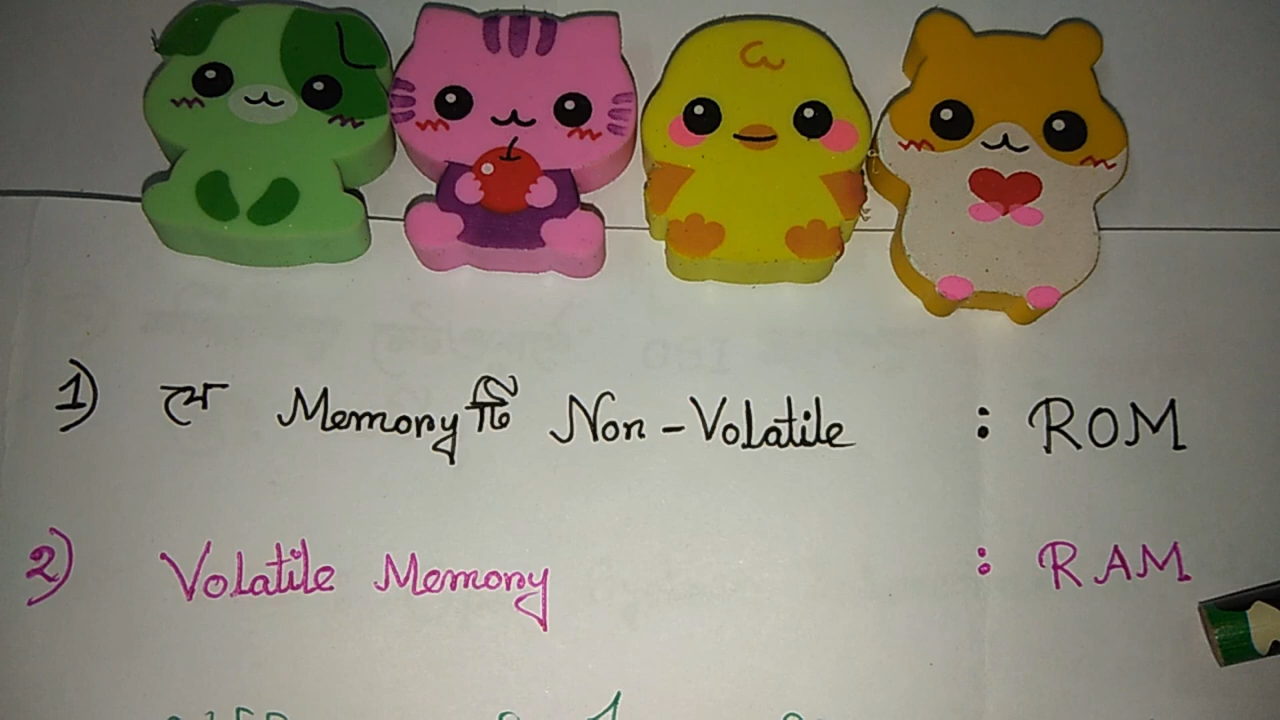 1) যে Memoryটি Non-Volatile : ROM
2) Volatile Memory : RAM